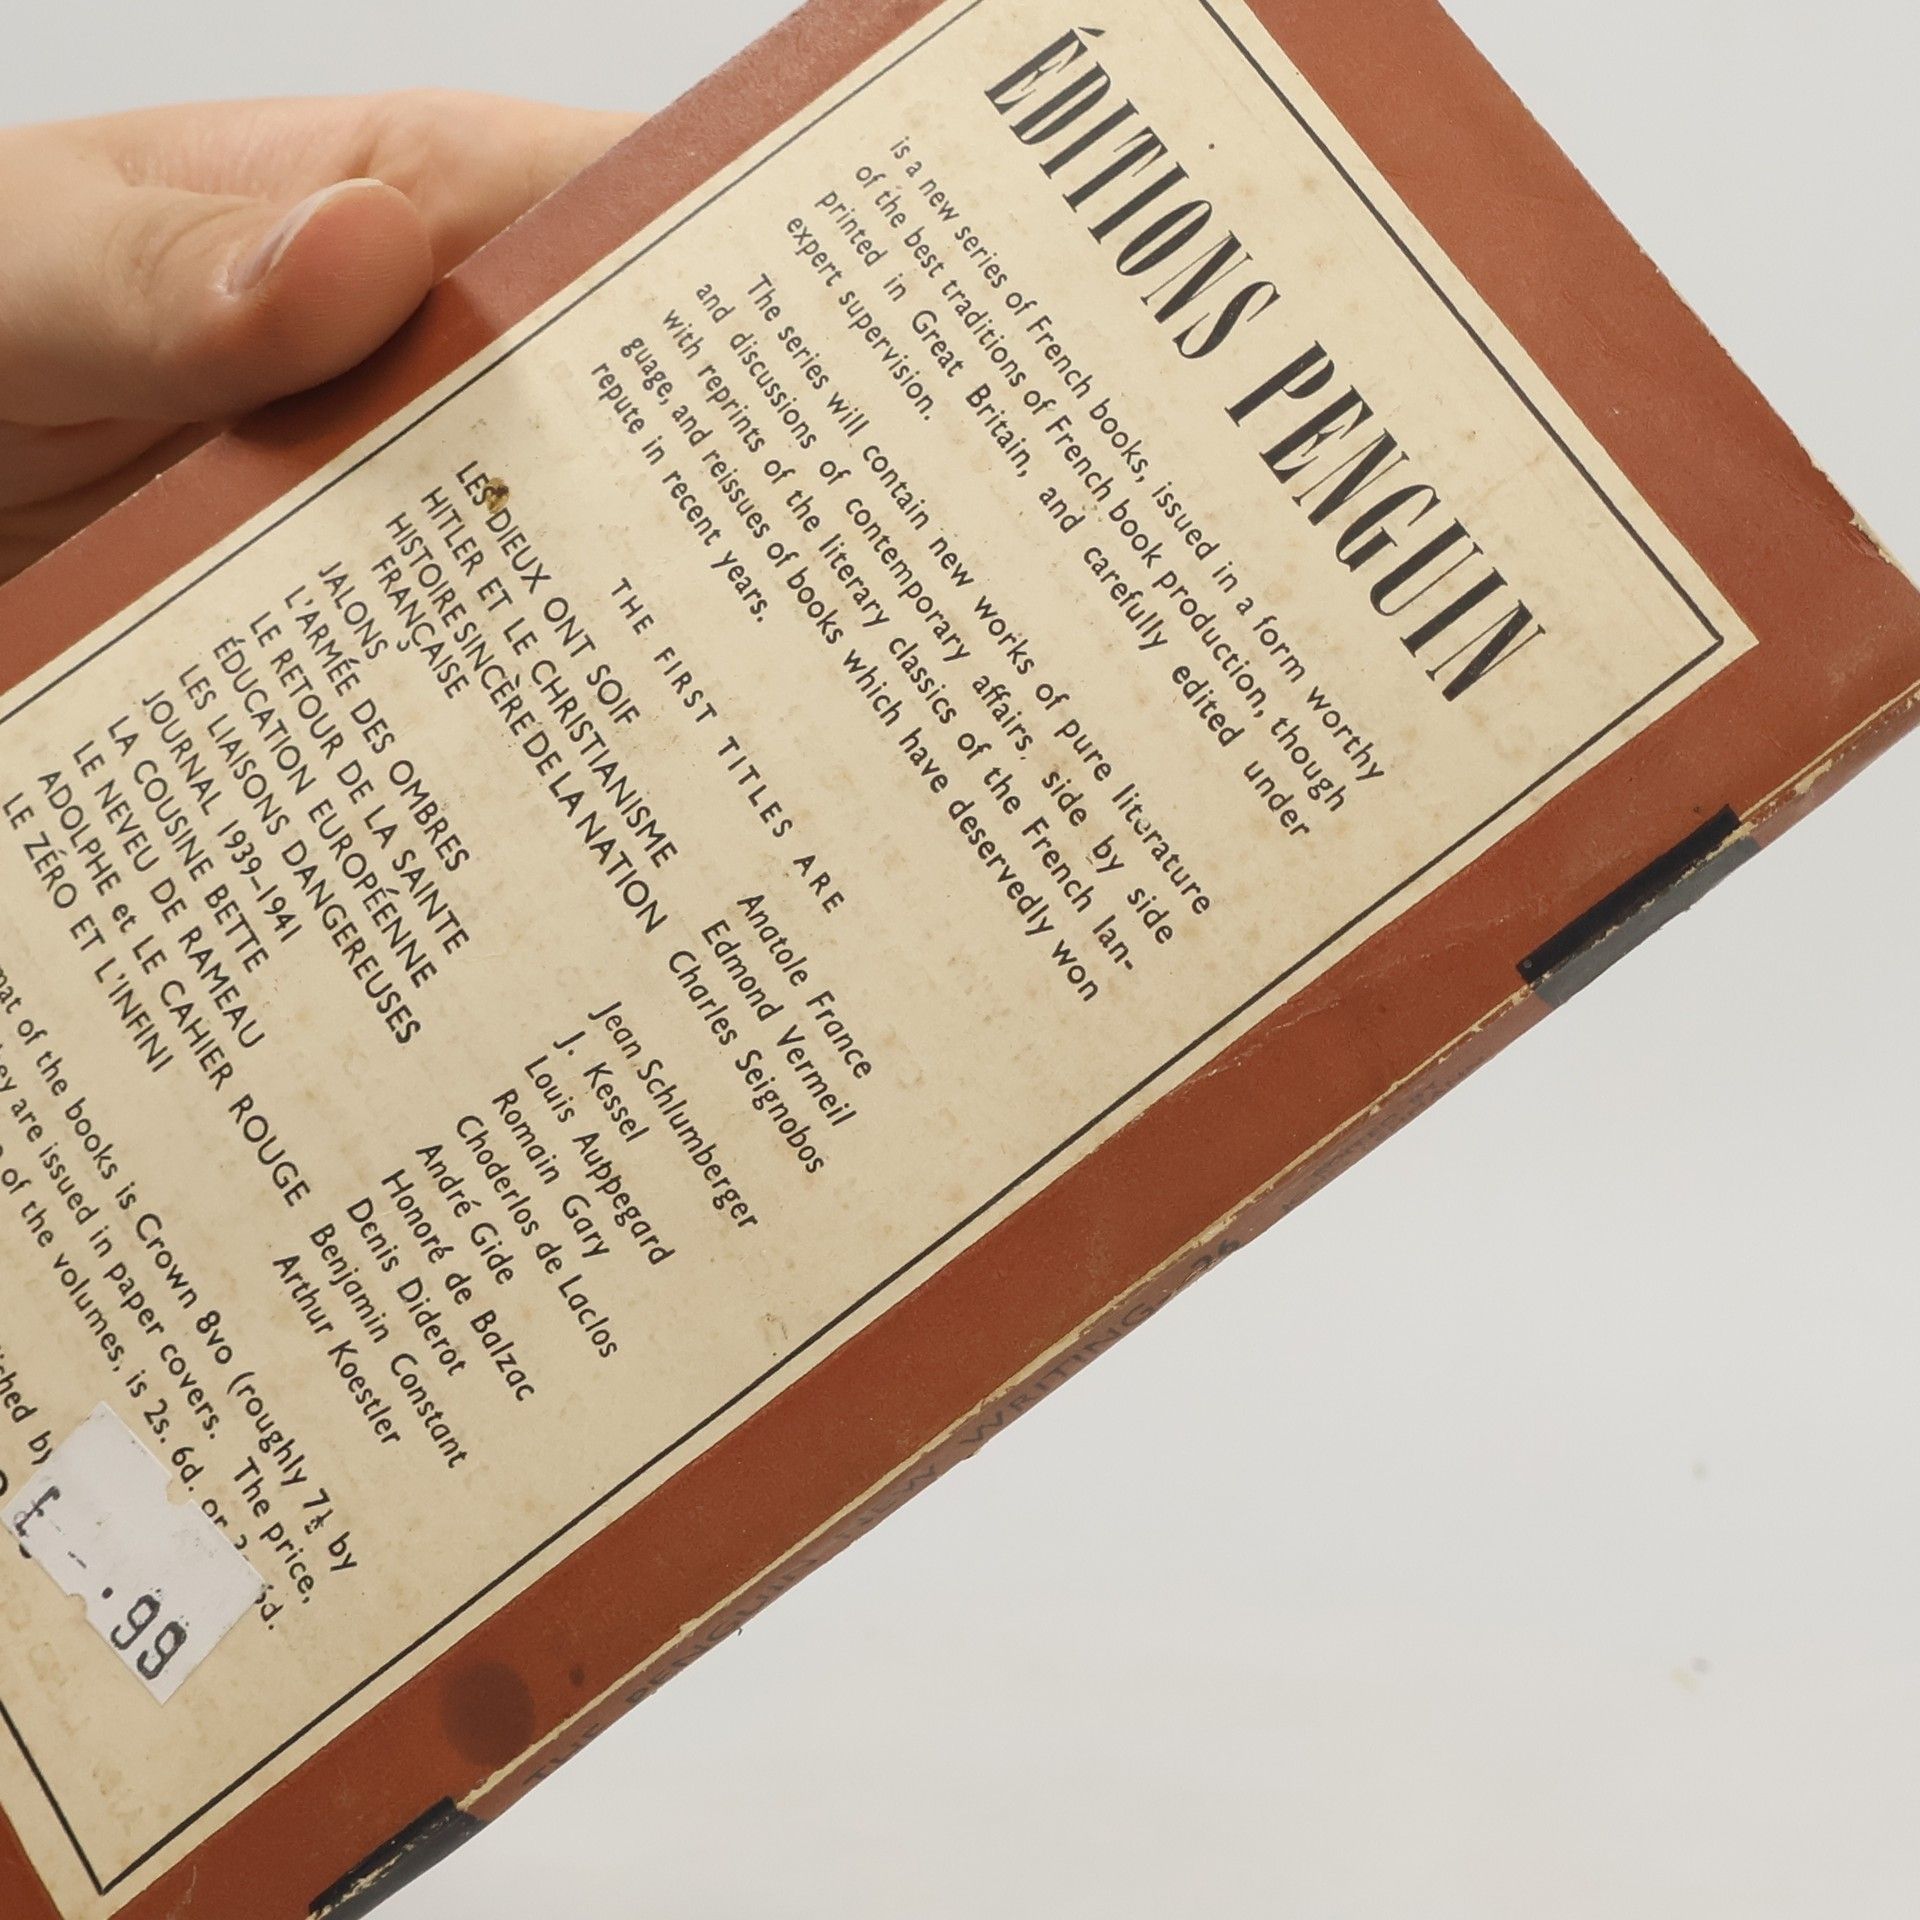 ÉDITIONS PENGUIN
is a new series of French books, issued in a form worthy
of the best traditions of French book production, though
printed in Great Britain, and carefully edited under
expert supervision.
The series will contain new works of pure literature
and discussions of contemporary affairs, side by side
with reprints of the literary classics of the French lan-
guage, and reissues of books which have deservedly won
repute in recent years.
THE FIRST TITLES ARE
LES DIEUX ONT SOIF Anatole France
HITLER ET LE CHRISTIANISME Edmond Vermeil
HISTOIRE SINCÈRE DE LA NATION Charles Seignobos
FRANÇAISE
JALONS Jean Schlumberger
L'ARMÉE DES OMBRES J. Kessel
LE RETOUR DE LA SAINTE Louis Auppegard
ÉDUCATION EUROPÉENNE Romain Gary
LES LIAISONS DANGEREUSES Choderlos de Laclos
JOURNAL 1939–1941 André Gide
LA COUSINE BETTE Honoré de Balzac
LE NEVEU DE RAMEAU Denis Diderot
ADOLPHE et LE CAHIER ROUGE Benjamin Constant
LE ZÉRO ET L'INFINI Arthur Koestler
of the books is Crown 8vo (roughly 7½ by
are issued in paper covers. The price,
of the volumes, is 2s. 6d. or 6d.
by
£-.99
THE PENGUIN NEW WRITING 26